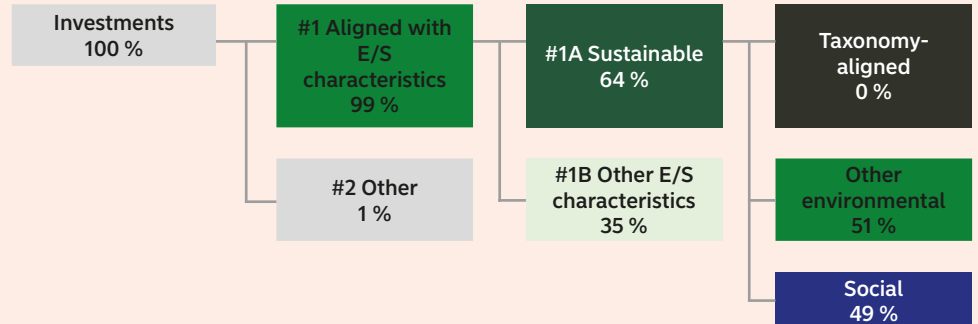 Investments
100 %
#1 Aligned with
E/S
characteristics
99 %
#1A Sustainable
64 %
Taxonomy-
aligned
0 %
#2 Other
1 %
#1B Other E/S
characteristics
35 %
Other
environmental
51 %
Social
49 %